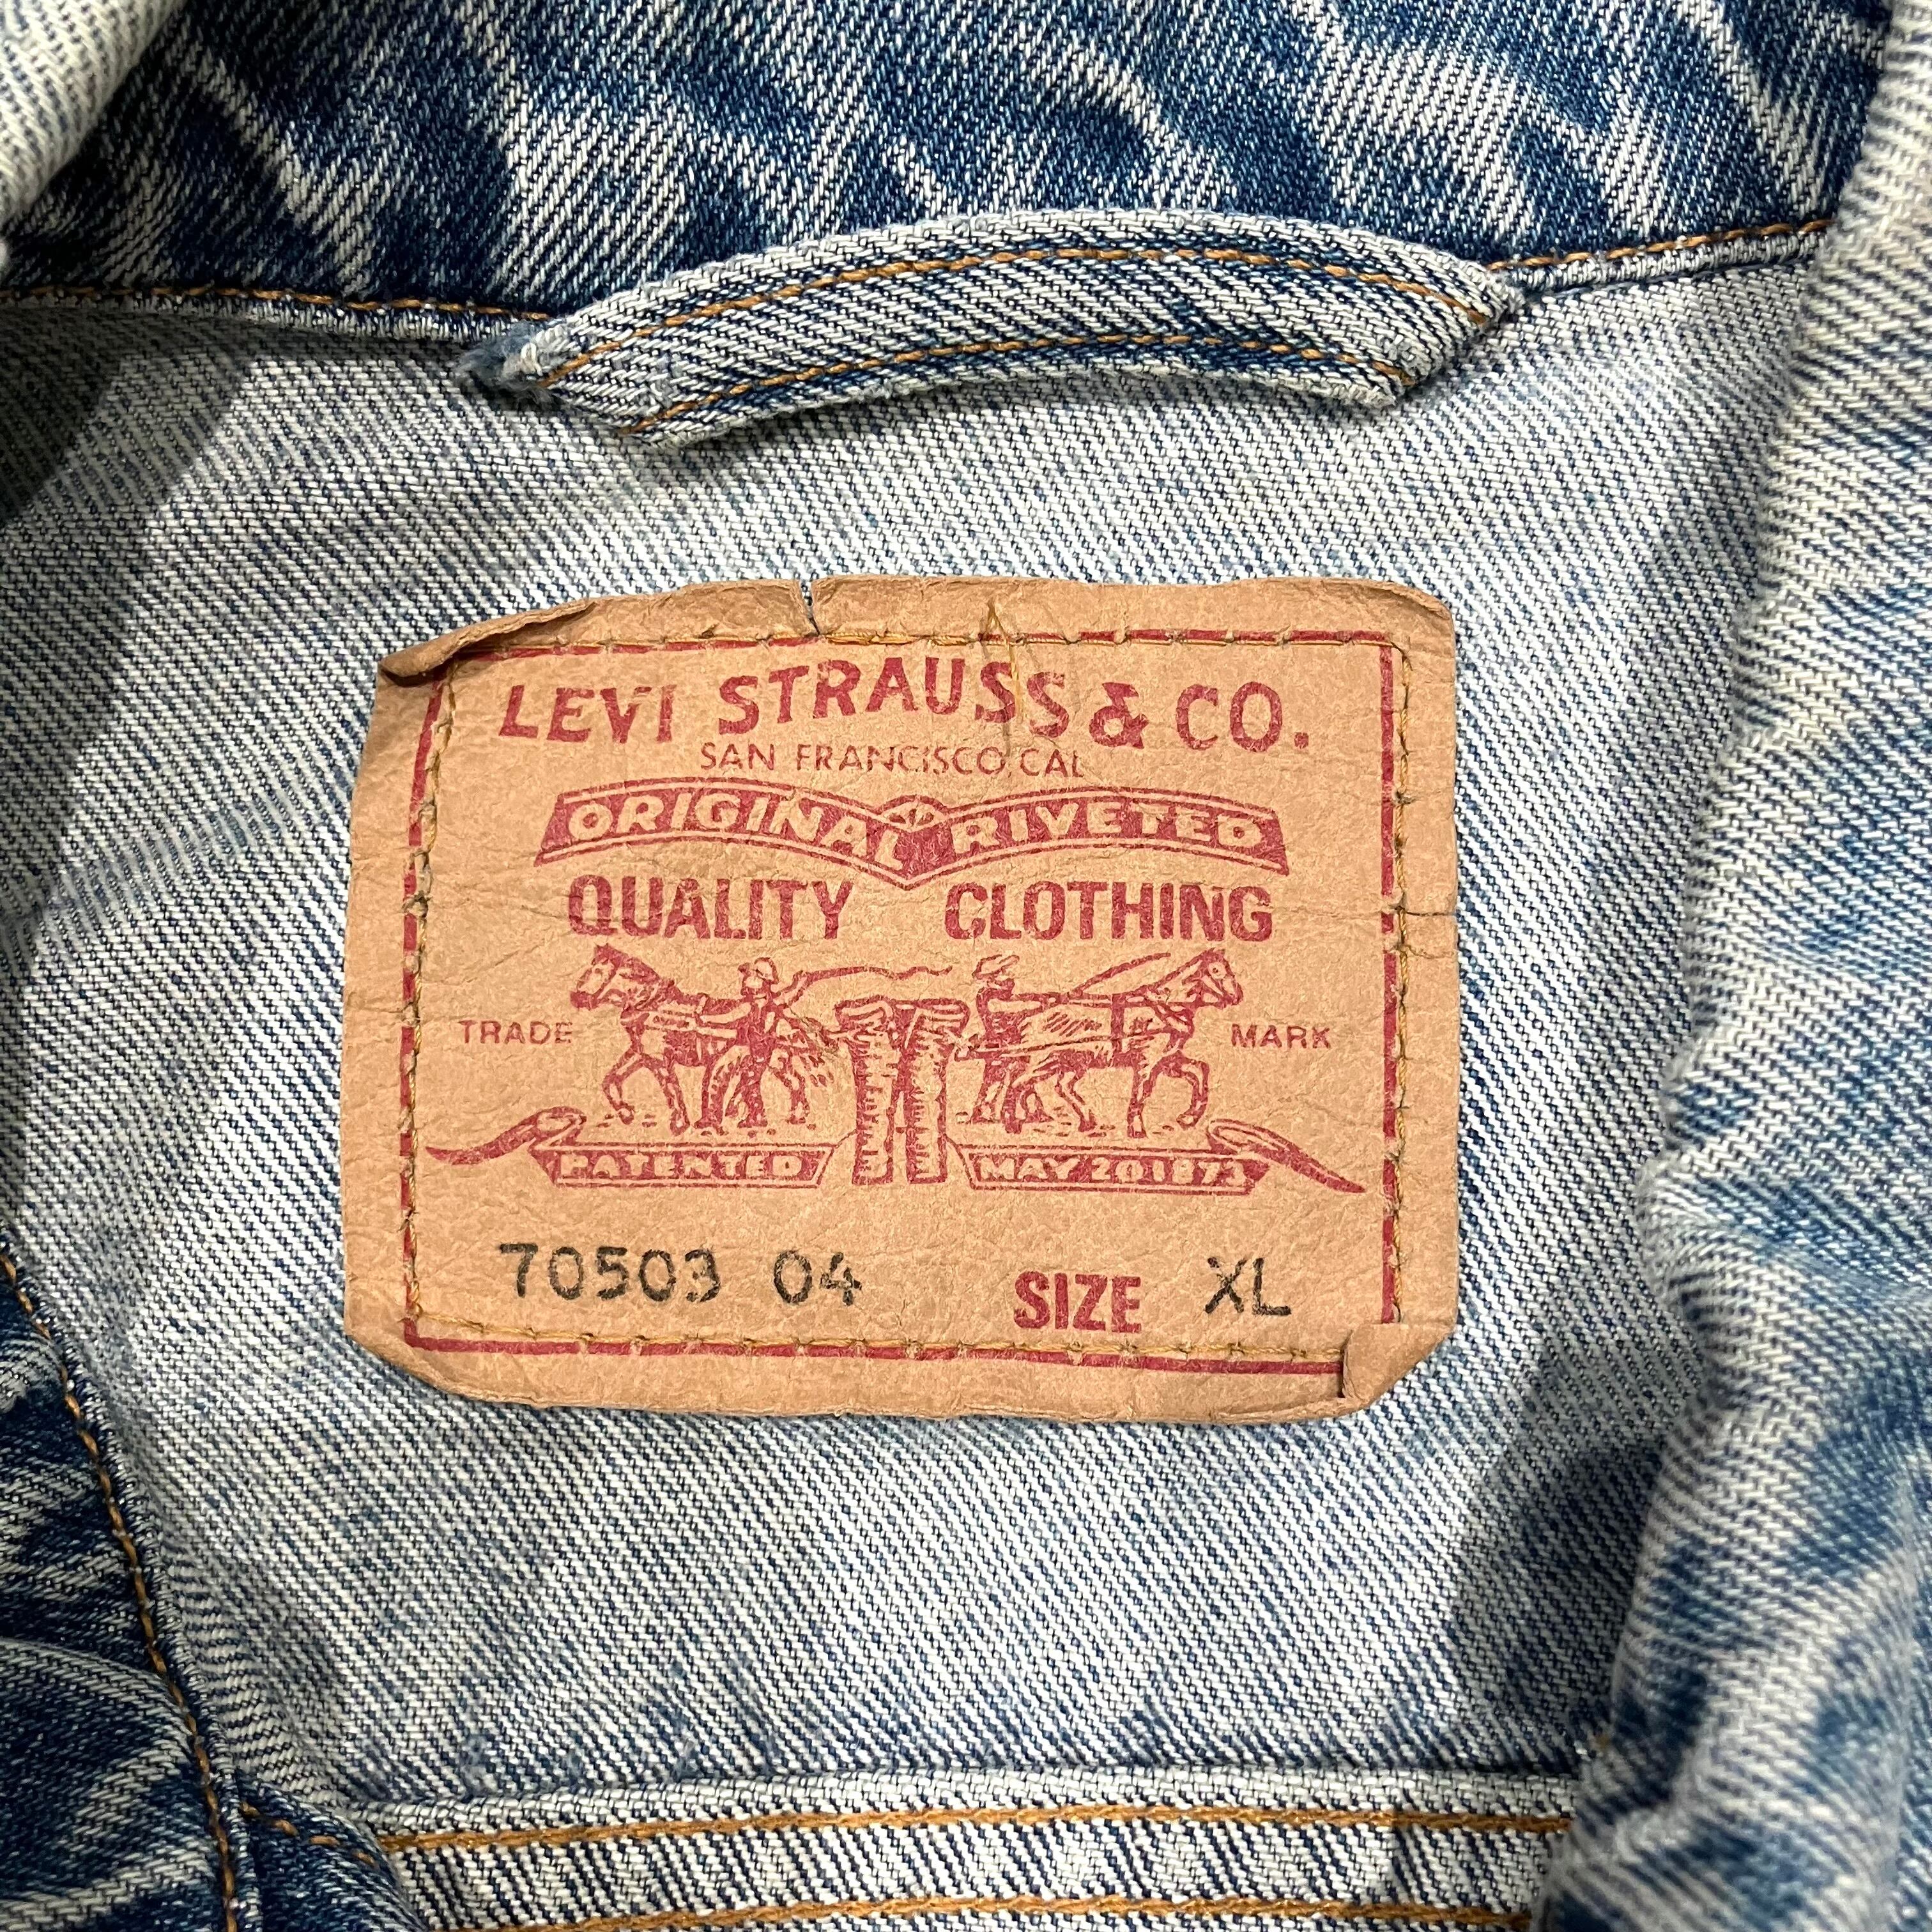 LEVI STRAUSS & CO.
SAN FRANCISCO, CAL
ORIGINAL RIVETED
QUALITY CLOTHING
TRADE MARK
PATENTED MAY 20 1873
70503 04 SIZE XL